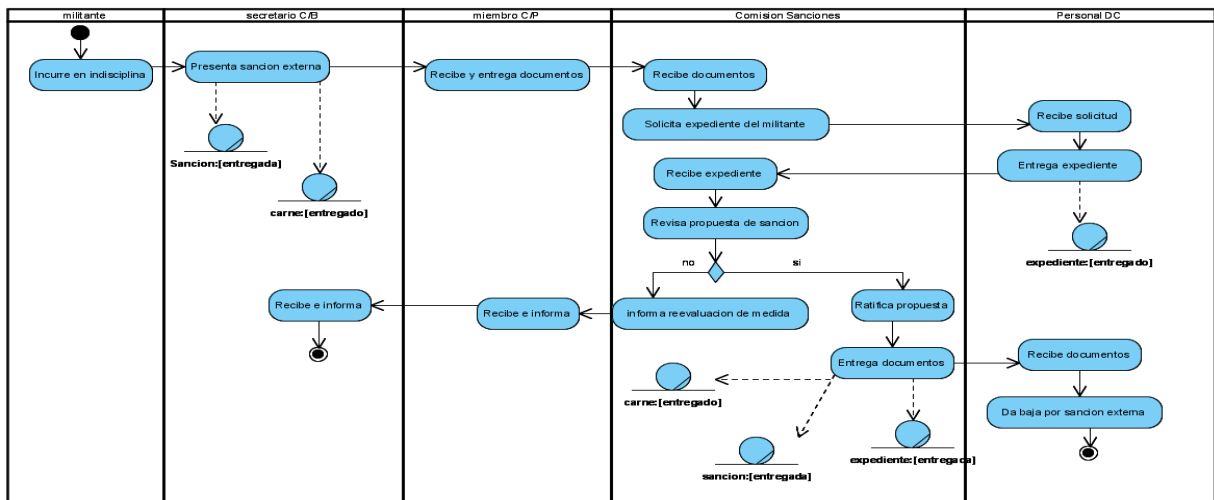 militante
secretario C/B
miembro C/P
Comision Sanciones
Personal DC
Incurre en indisciplina
Presenta sancion externa
Recibe y entrega documentos
Recibe documentos
Solicita expediente del militante
Recibe solicitud
Sancion:[entregada]
Entrega expediente
Recibe expediente
carne:[entregado]
Revisa propuesta de sancion
expediente:[entregado]
no
si
Recibe e informa
Recibe e informa
informa reevaluacion de medida
Ratifica propuesta
Entrega documentos
Recibe documentos
carne:[entregado]
Da baja por sancion externa
expediente:[entregada]
sancion:[entregada]